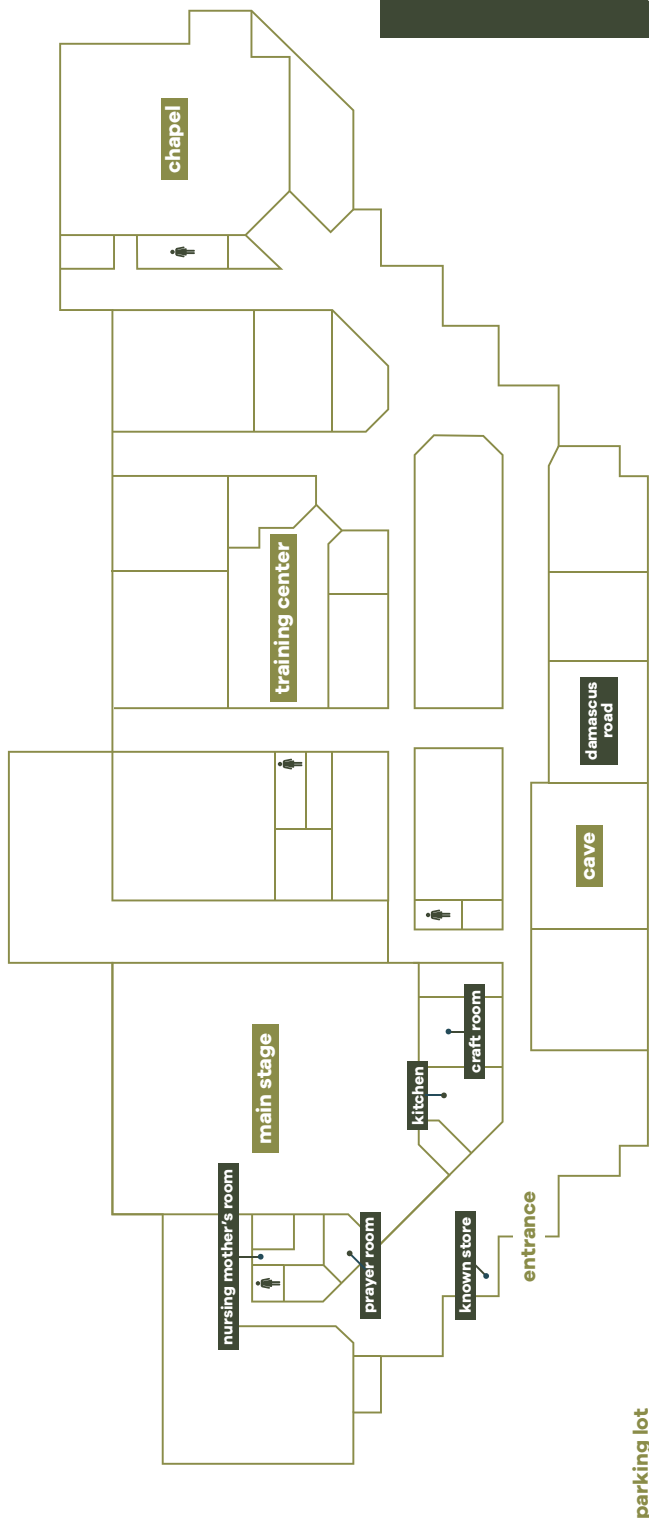 chapel
training center
damascus
road
cave
main stage
craft room
kitchen
nursing mother's room
prayer room
known store
entrance
parking lot